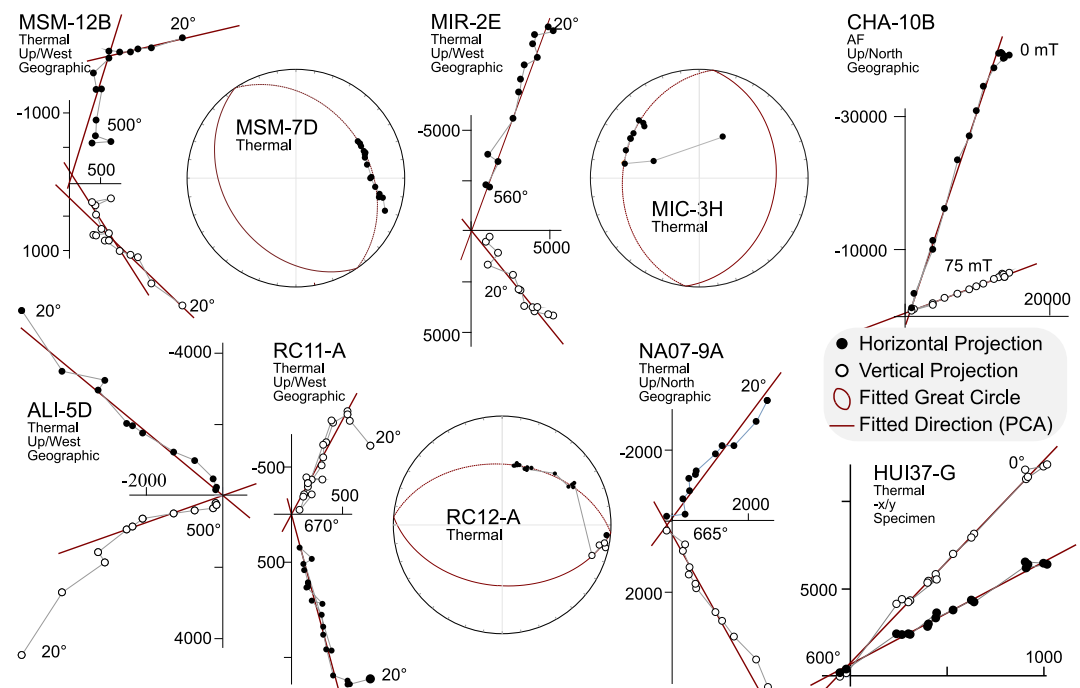 MSM-12B
Thermal
Up/West
Geographic
20°
-1000
500°
500
1000
20°
MSM-7D
Thermal
MIR-2E
Thermal
Up/West
Geographic
20°
-5000
560°
5000
20°
5000
MIC-3H
Thermal
CHA-10B
AF
Up/North
Geographic
0 mT
-30000
-10000
75 mT
20000
Horizontal Projection
Vertical Projection
Fitted Great Circle
Fitted Direction (PCA)
20°
-4000
ALI-5D
Thermal
Up/West
Geographic
-2000
500°
4000
20°
RC11-A
Thermal
Up/West
Geographic
20°
-500
500
670°
500
20°
RC12-A
Thermal
NA07-9A
Thermal
Up/North
Geographic
20°
-2000
2000
665°
2000
HUI37-G
Thermal
-x/y
Specimen
0°
5000
600°
1000